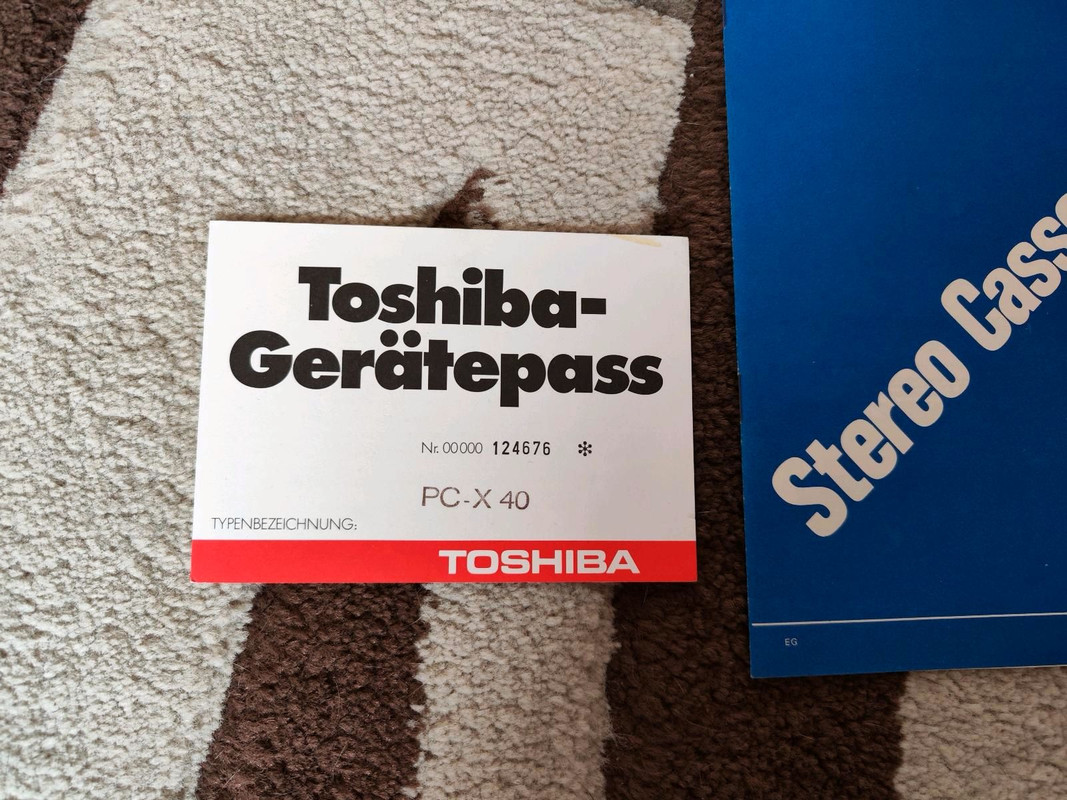 Toshiba-
Gerätepass
Nr. 00000 124676 ✻
PC-X 40
TYPENBEZEICHNUNG:
TOSHIBA
Stereo Cass
EG